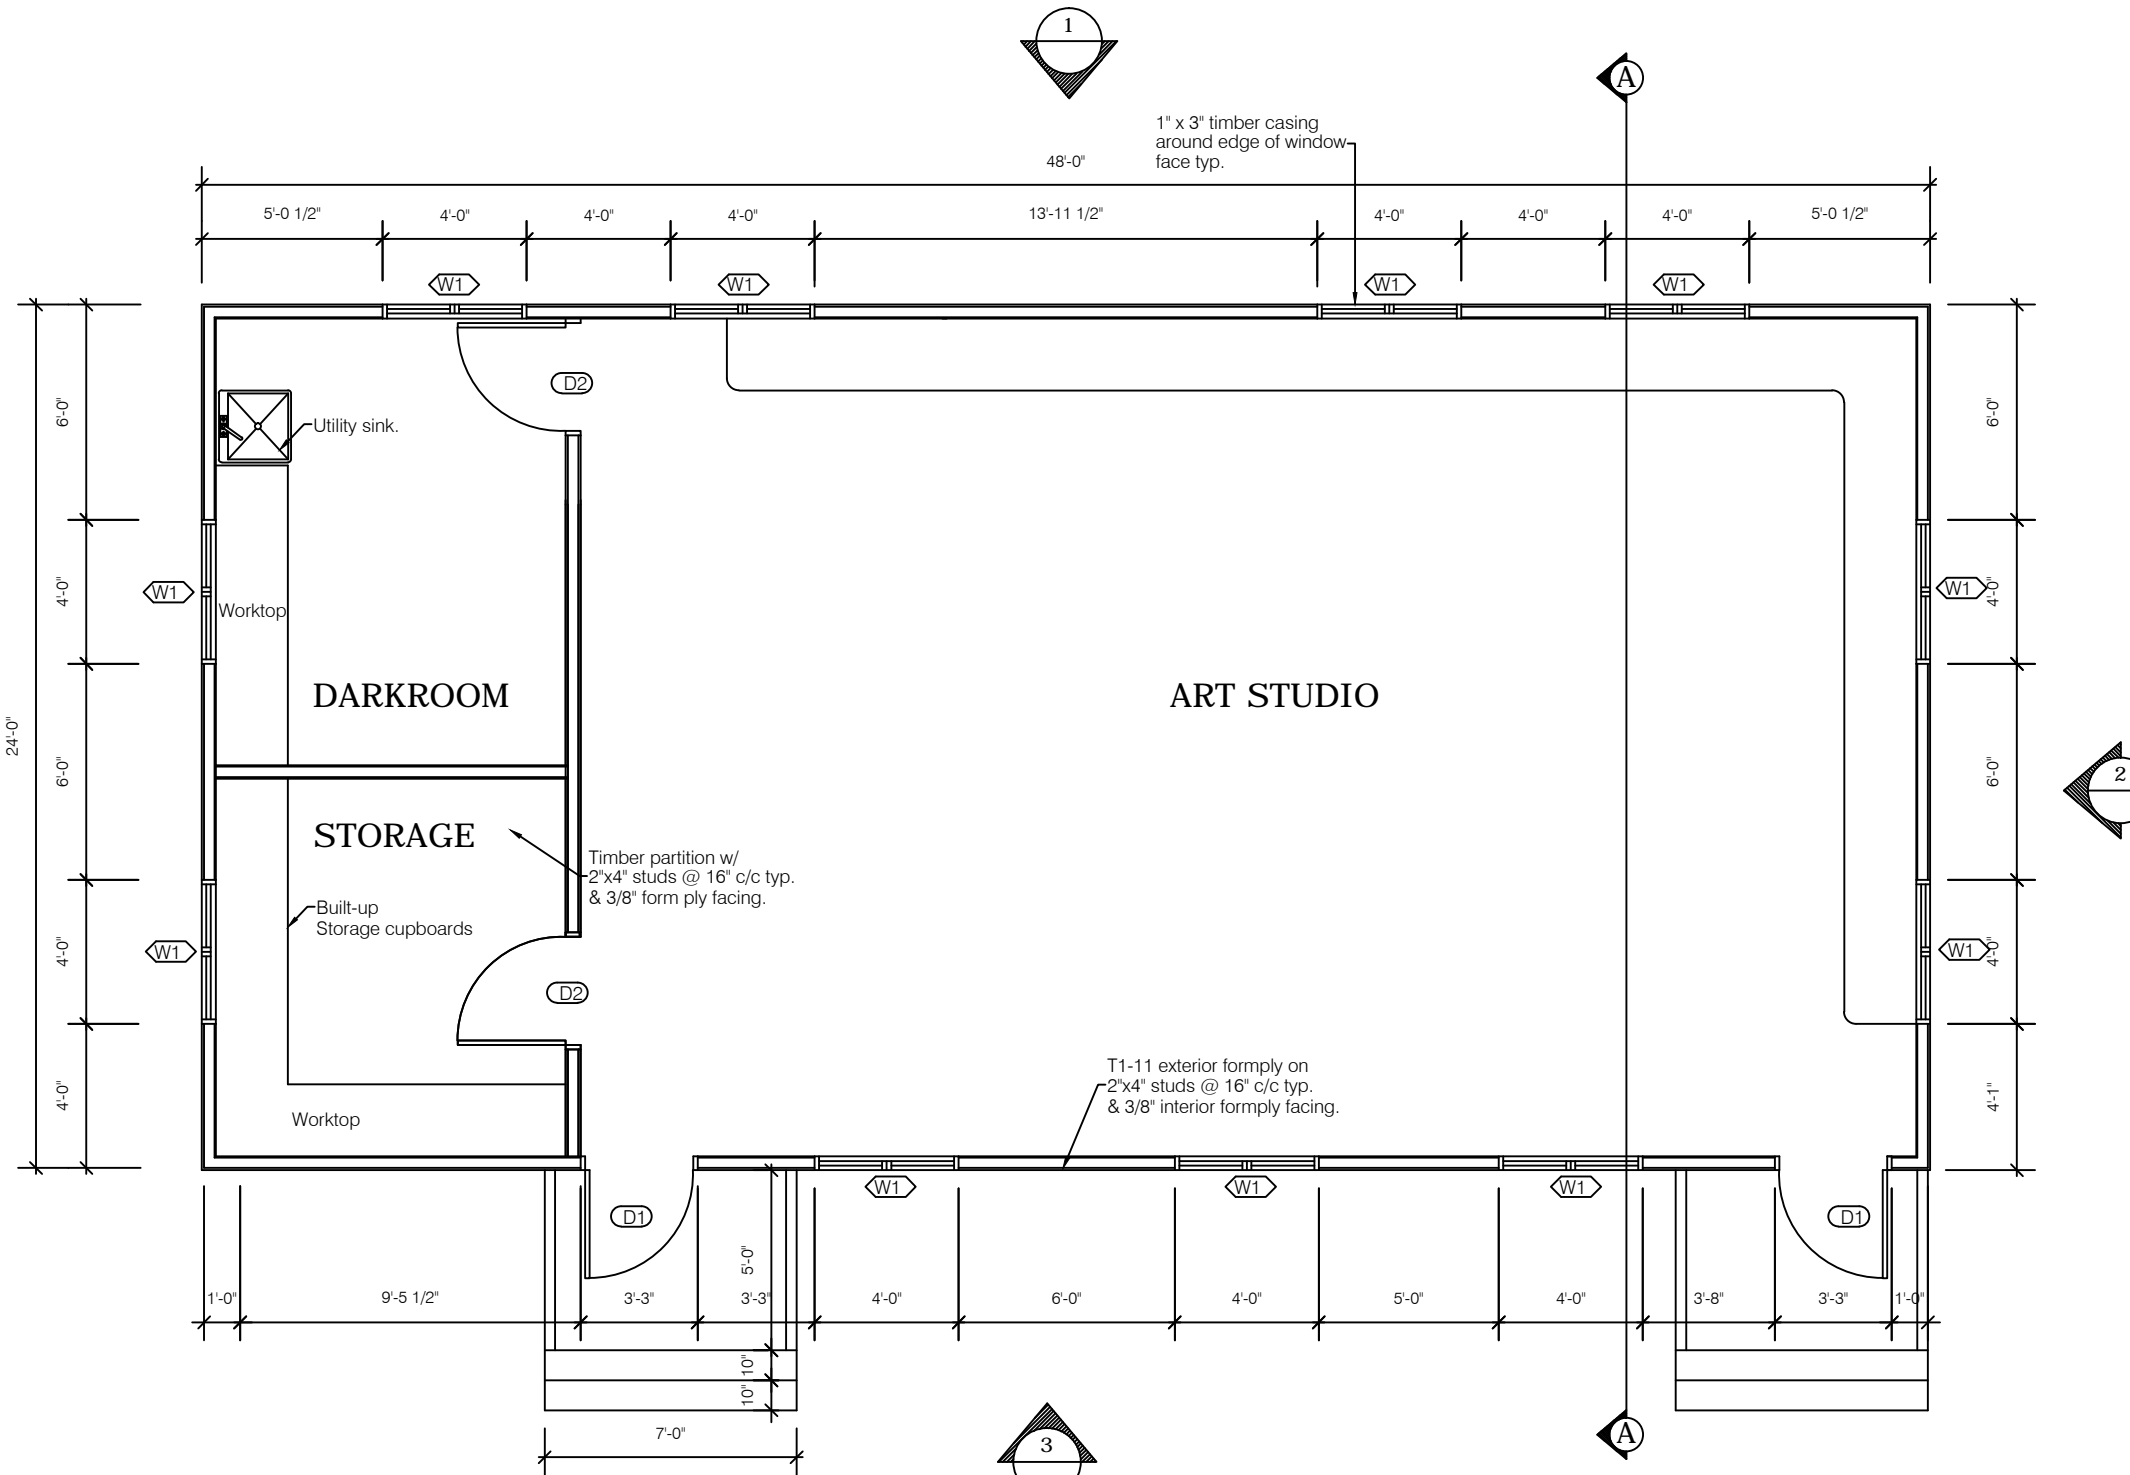 1
A
1" x 3" timber casing
around edge of window
face typ.
48'-0"
5'-0 1/2"
4'-0"
4'-0"
4'-0"
13'-11 1/2"
4'-0"
4'-0"
4'-0"
5'-0 1/2"
W1
W1
W1
W1
D2
6'-0"
Utility sink.
6'-0"
4'-0"
W1
Worktop
W1
4'-0"
DARKROOM
ART STUDIO
24'-0"
6'-0"
6'-0"
2
STORAGE
Timber partition w/
2"x4" studs @ 16" c/c typ.
& 3/8" form ply facing.
Built-up
Storage cupboards
4'-0"
W1
W1
4'-0"
D2
T1-11 exterior formply on
2"x4" studs @ 16" c/c typ.
& 3/8" interior formply facing.
4'-0"
4'-1"
Worktop
W1
W1
W1
D1
D1
5'-0"
1'-0"
9'-5 1/2"
3'-3"
3'-3"
4'-0"
6'-0"
4'-0"
5'-0"
4'-0"
3'-8"
3'-3"
1'-0"
10"
10"
7'-0"
3
A